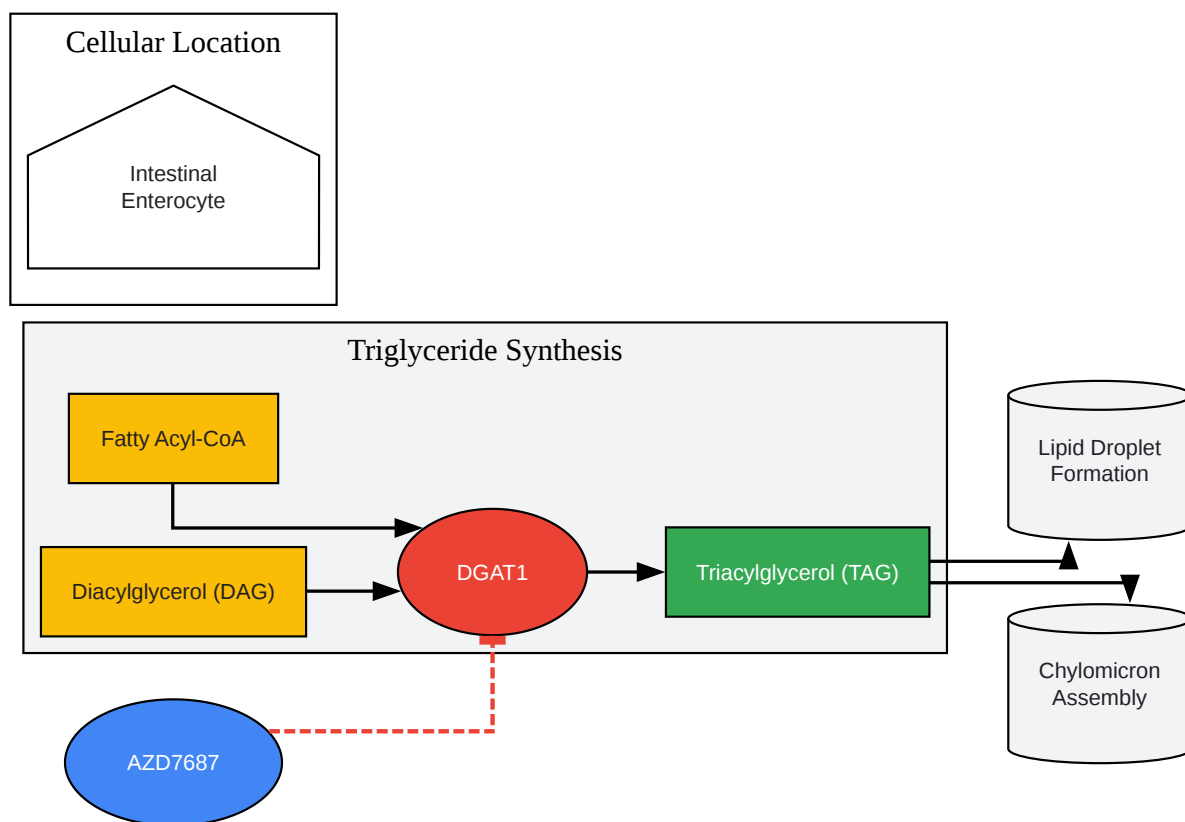 Cellular Location
Intestinal
Enterocyte
Triglyceride Synthesis
Fatty Acyl-CoA
Lipid Droplet
Formation
Diacylglycerol (DAG)
DGAT1
Triacylglycerol (TAG)
Chylomicron
Assembly
AZD7687